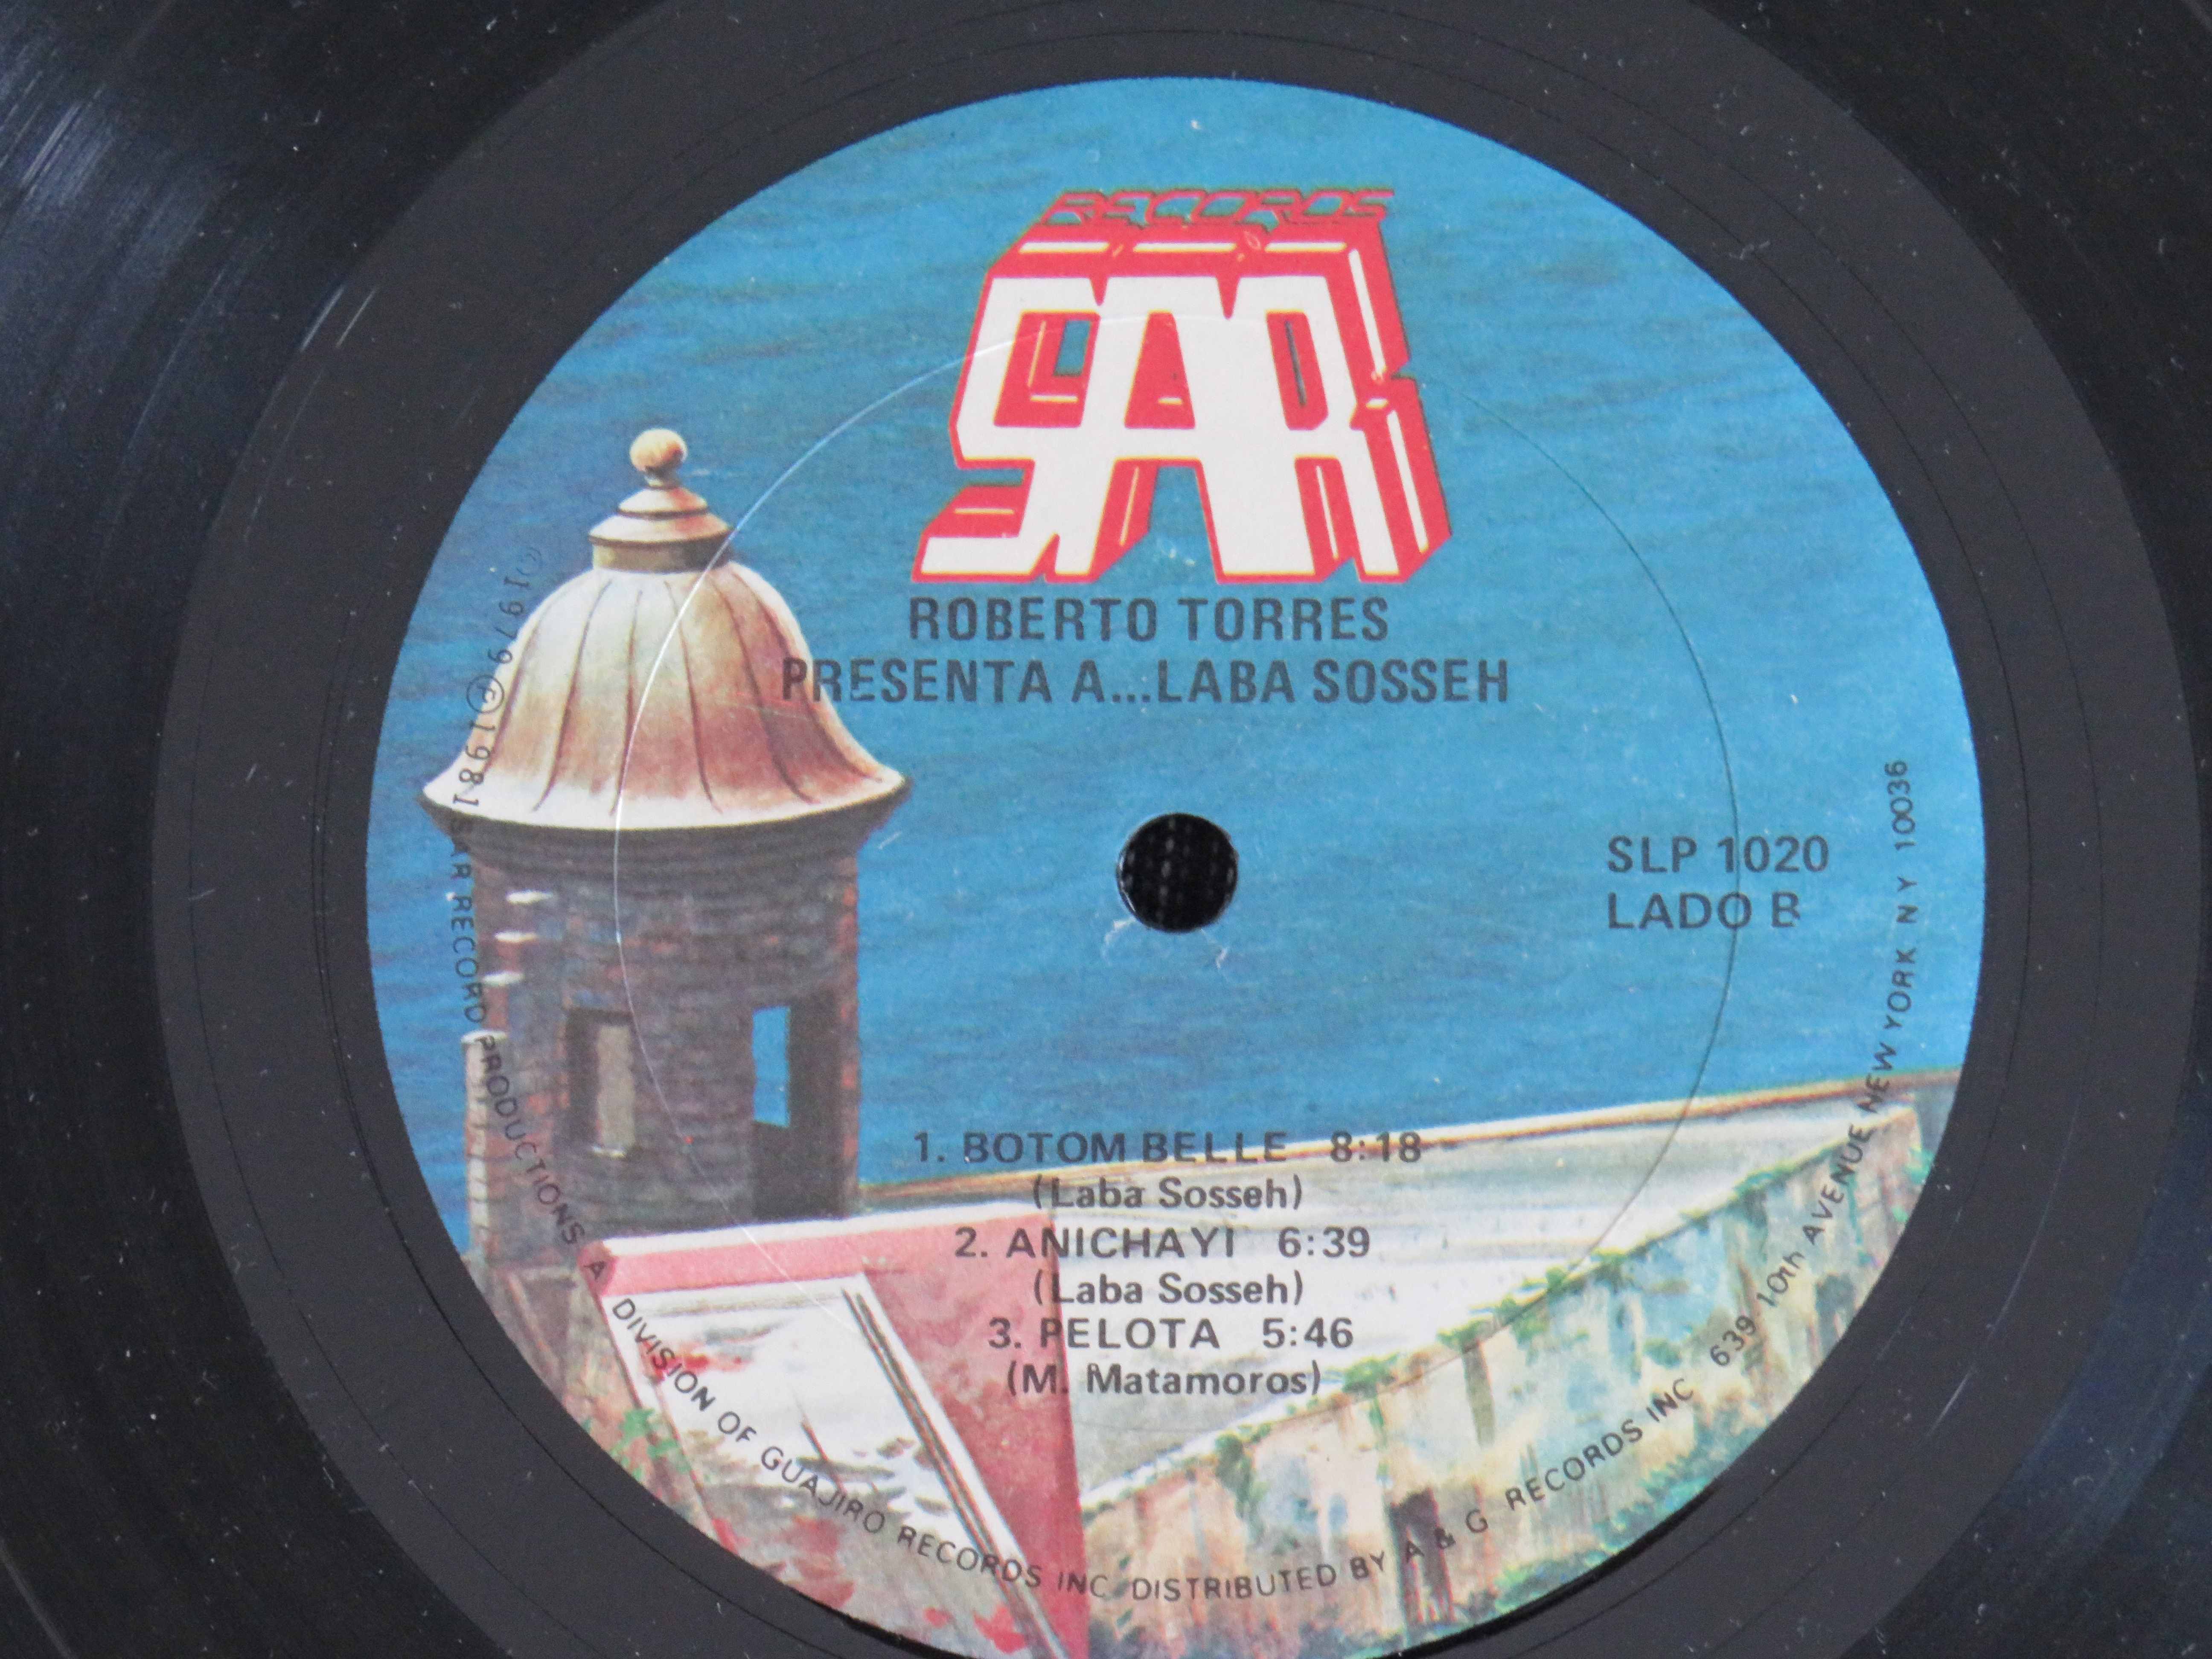 RECORDS
SAR
ROBERTO TORRES
PRESENTA A...LABA SOSSEH
SLP 1020
LADO B
1. BOTOM BELLE 8:18
(Laba Sosseh)
2. ANICHAYI 6:39
(Laba Sosseh)
3. PELOTA 5:46
(M. Matamoros)
©1979 Ⓟ1981 SAR RECORD PRODUCTIONS A DIVISION OF GUAJIRO RECORDS INC DISTRIBUTED BY A & G RECORDS INC 639 10th AVENUE NEW YORK NY 10036